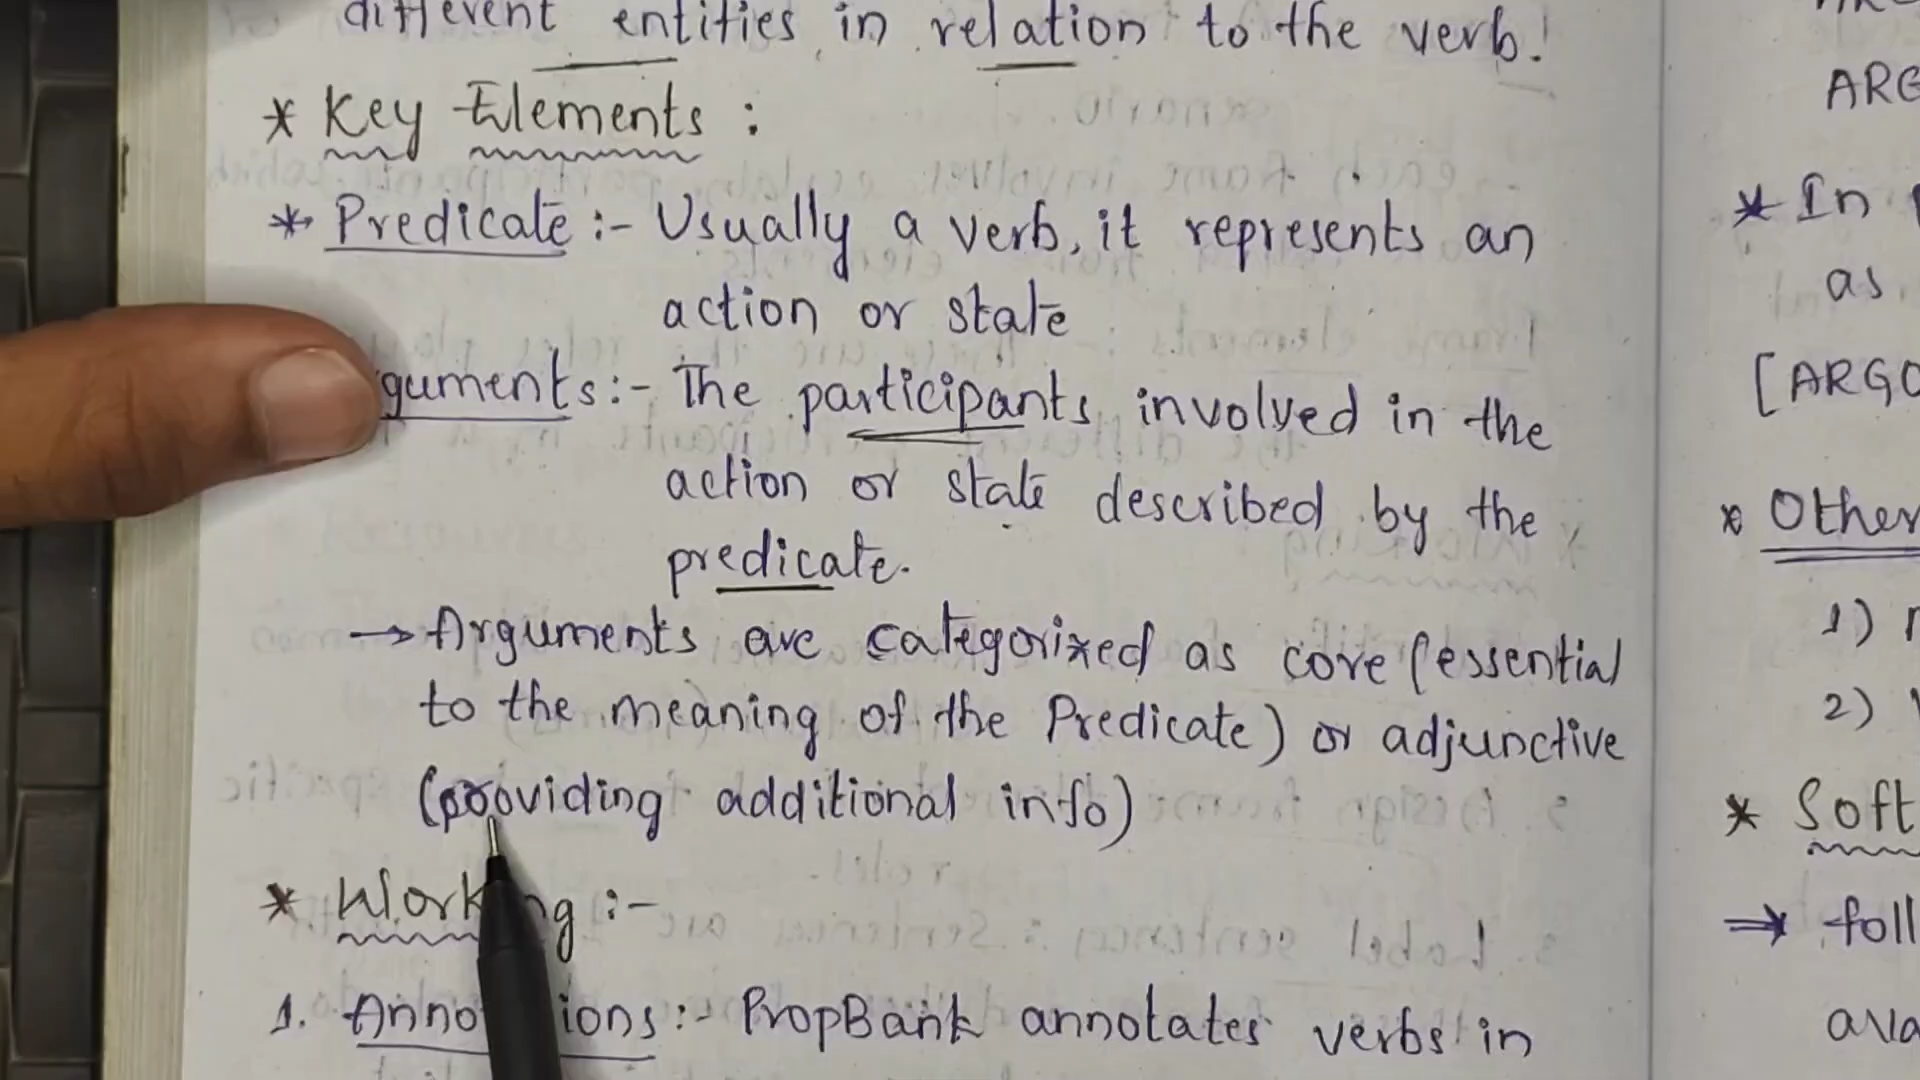 different entities in relation to the verb.
* Key Elements :
* Predicate :- Usually a verb, it represents an
action or state
guments :- The participants involved in the
action or state described by the
predicate.
→ Arguments are categorized as core (essential
to the meaning of the Predicate) or adjunctive
(providing additional info)
* Working :-
1. Anno ions :- PropBank annotates verbs in
ARG
* In
as
[ARG0
* Other
1)
2)
* Soft
→ foll
ava